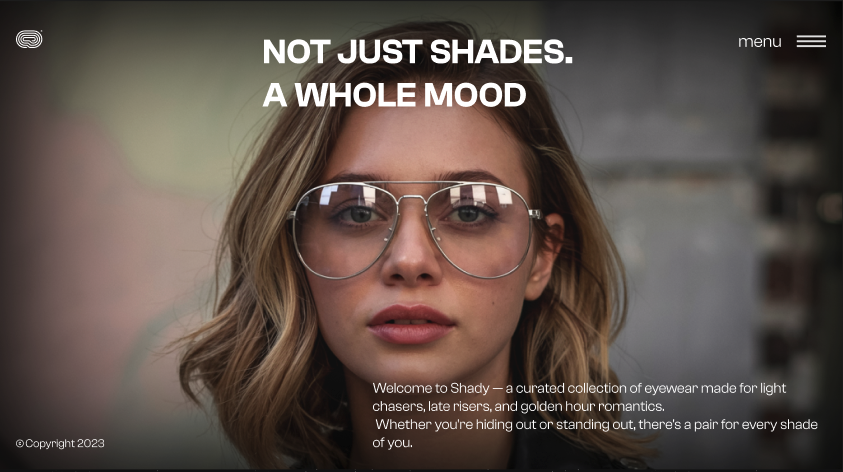 NOT JUST SHADES.
menu
A WHOLE MOOD
Welcome to Shady — a curated collection of eyewear made for light
chasers, late risers, and golden hour romantics.
Whether you're hiding out or standing out, there's a pair for every shade
of you.
©Copyright 2023